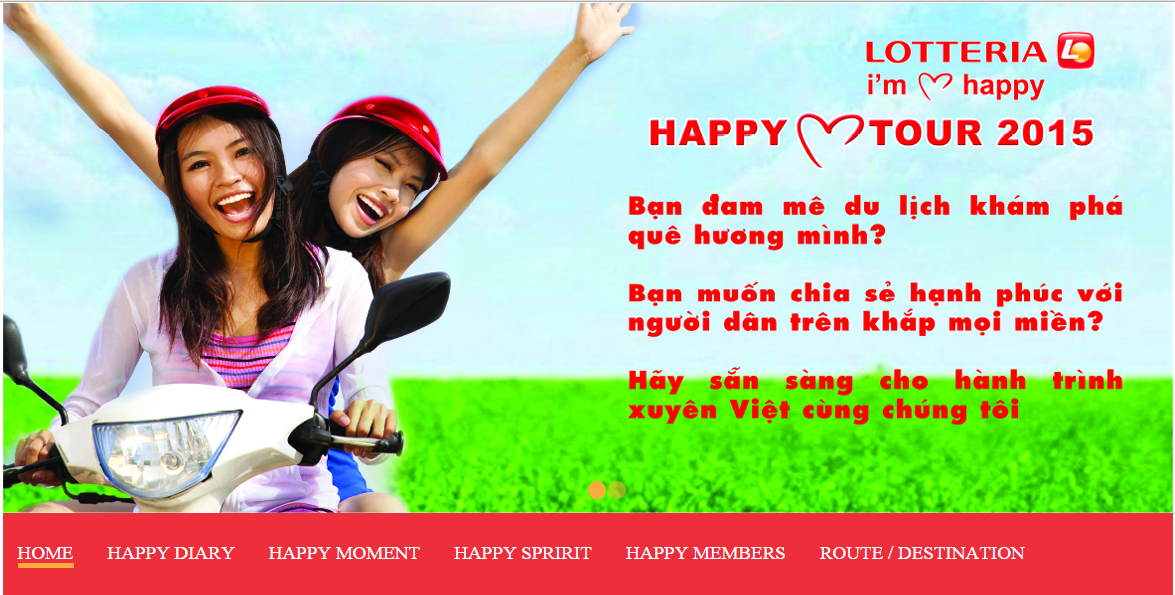 LOTTERIA
i'm happy
HAPPY TOUR 2015
Bạn đam mê du lịch khám phá
quê hương mình?
Bạn muốn chia sẻ hạnh phúc với
người dân trên khắp mọi miền?
Hãy sẵn sàng cho hành trình
xuyên Việt cùng chúng tôi
HOME HAPPY DIARY HAPPY MOMENT HAPPY SPRIRIT HAPPY MEMBERS ROUTE / DESTINATION